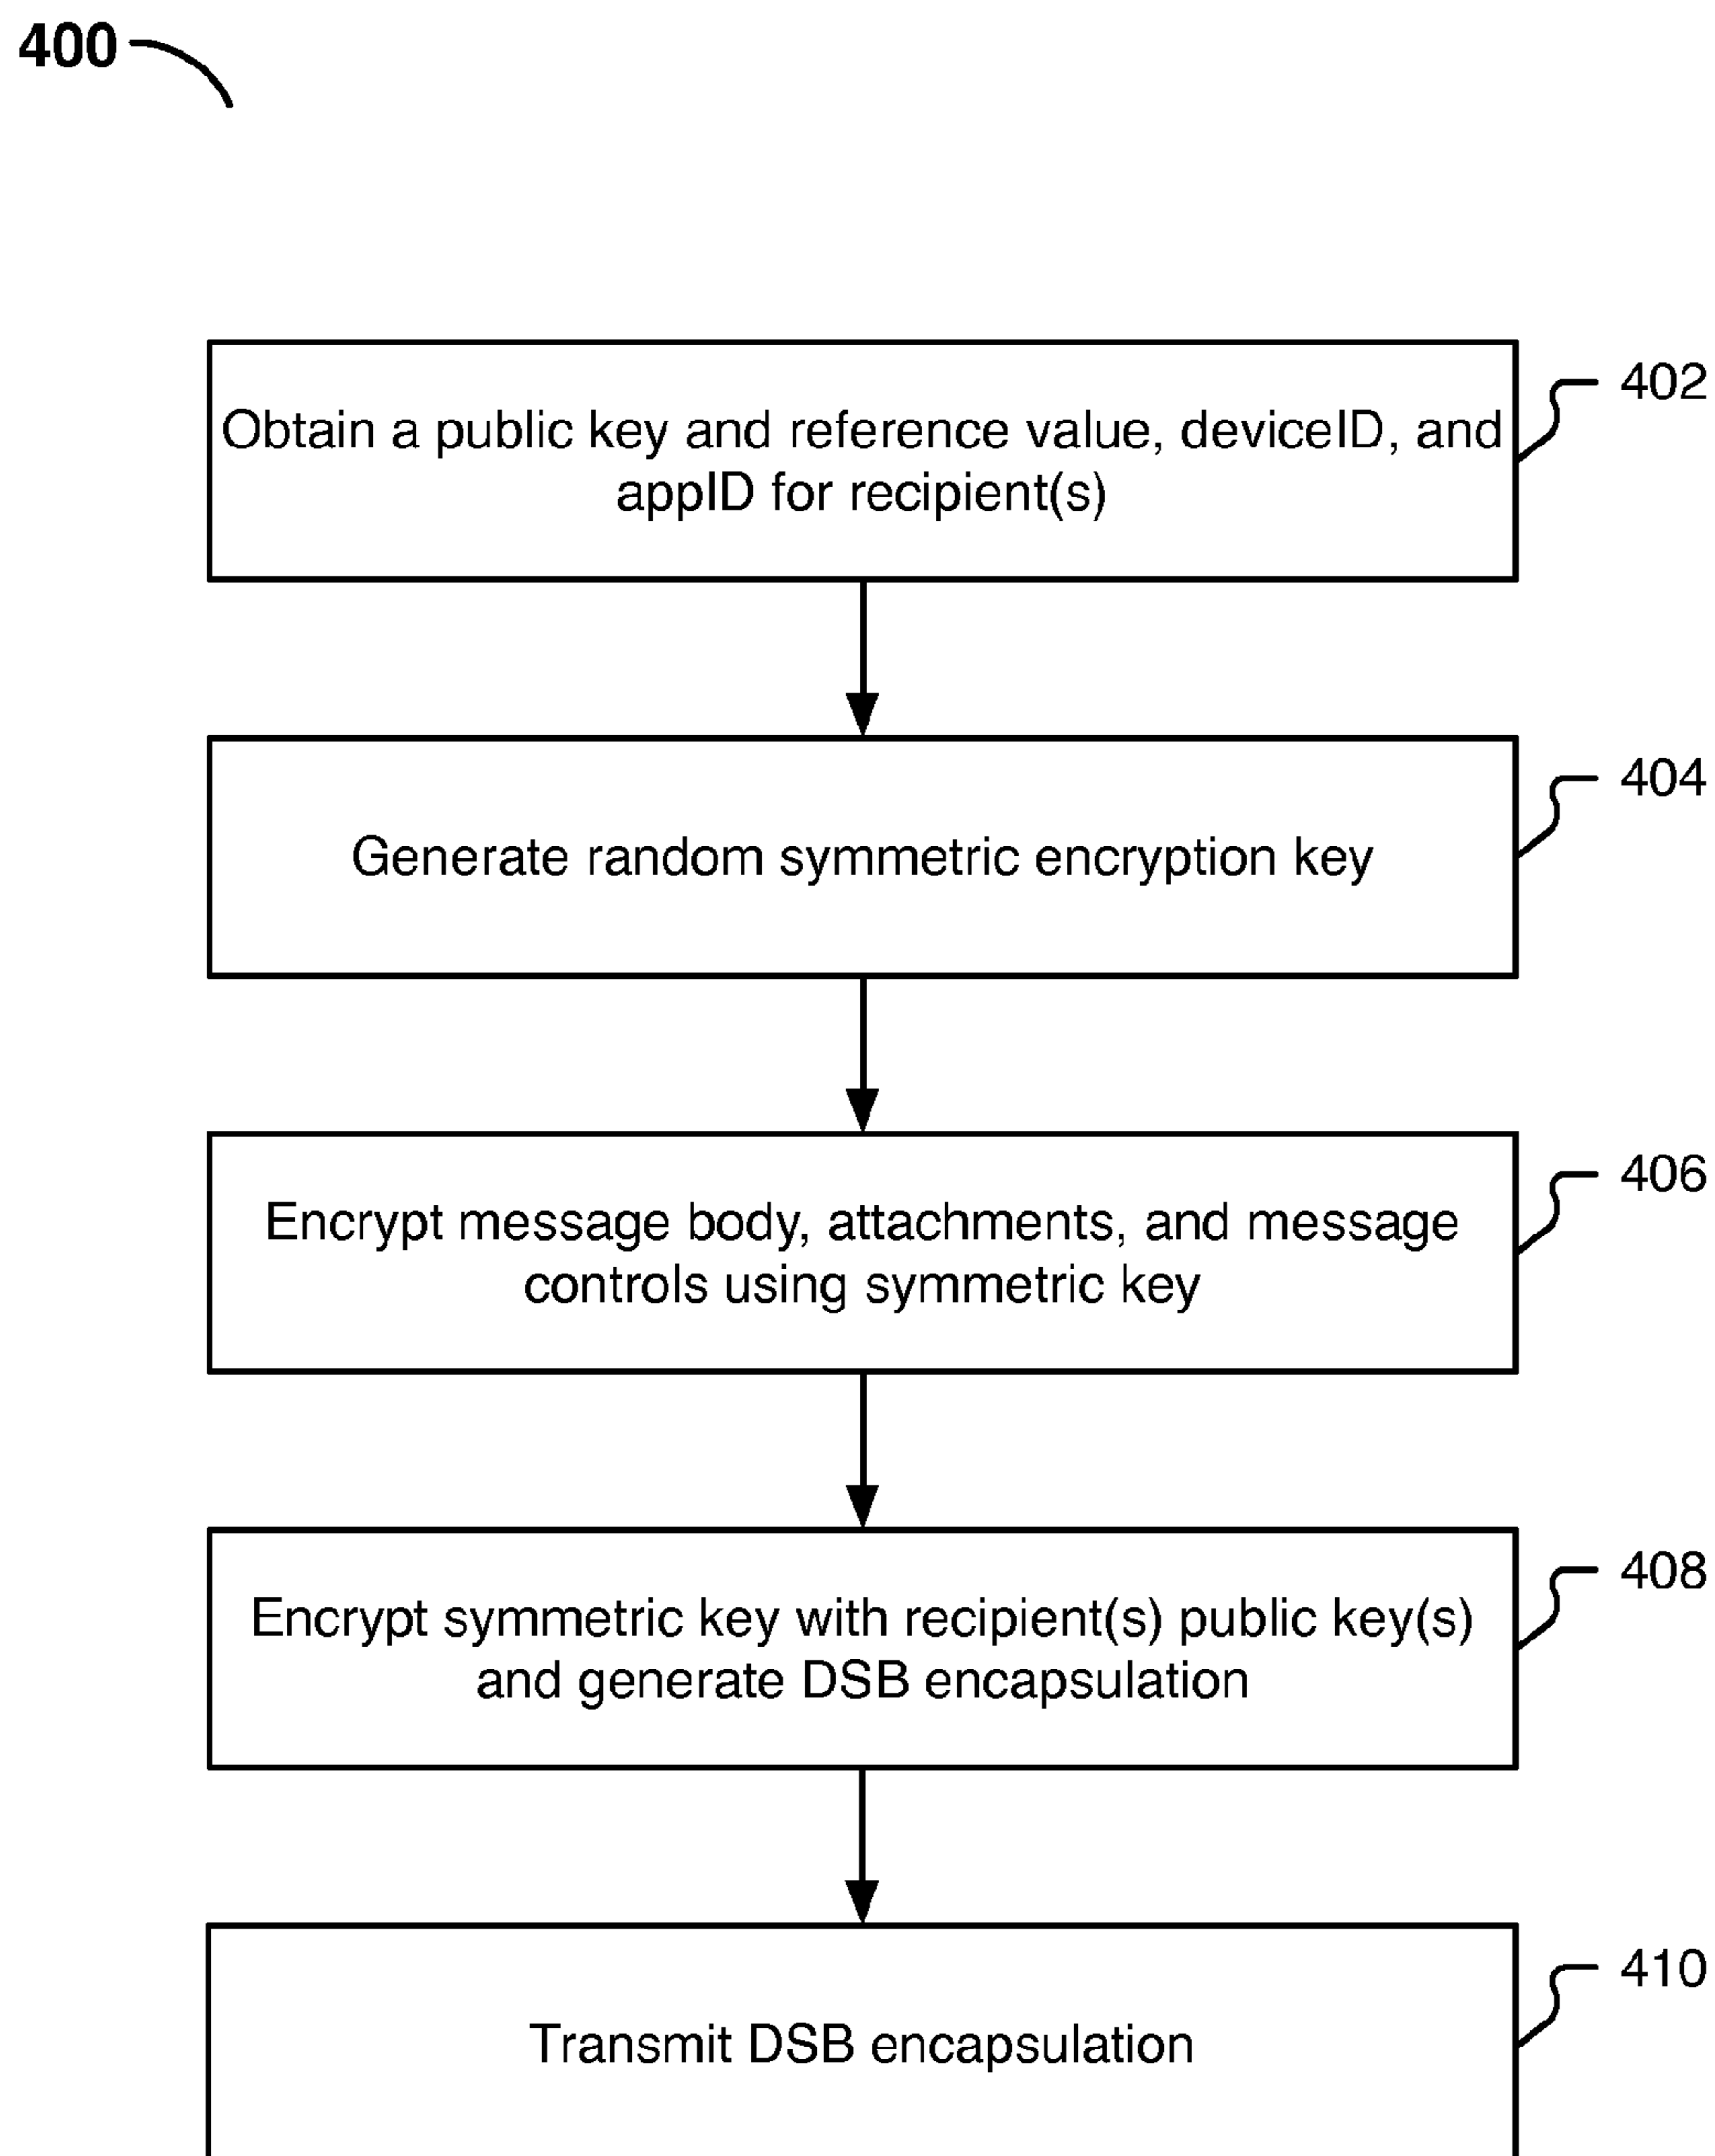 400
Obtain a public key and reference value, deviceID, and
appID for recipient(s)
402
Generate random symmetric encryption key
404
Encrypt message body, attachments, and message
controls using symmetric key
406
Encrypt symmetric key with recipient(s) public key(s)
and generate DSB encapsulation
408
Transmit DSB encapsulation
410